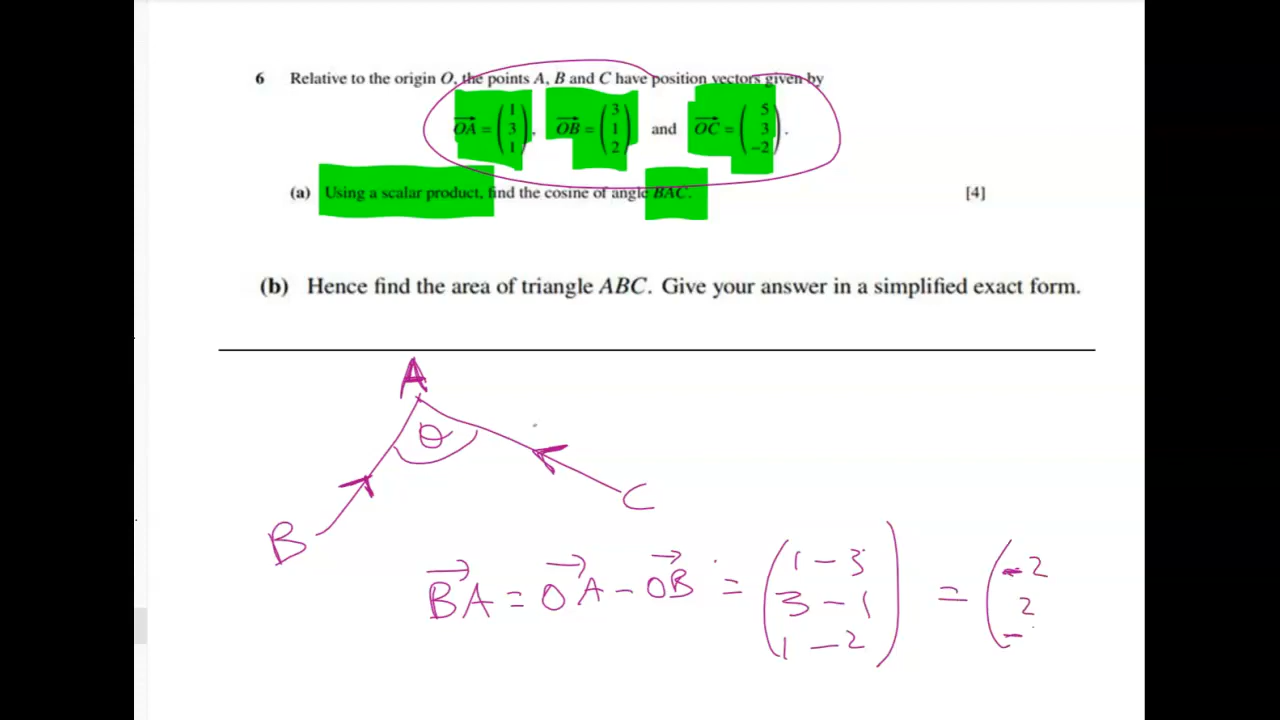 6 Relative to the origin O, the points A, B and C have position vectors given by
OA⃗ = (1 3 1), OB⃗ = (3 1 2) and OC⃗ = (5 3 −2).
(a) Using a scalar product, find the cosine of angle BAC. [4]
(b) Hence find the area of triangle ABC. Give your answer in a simplified exact form.
A
θ
C
B
BA⃗ = OA⃗ − OB⃗ = (1 − 3 3 − 1 1 − 2) = (−2 2 −